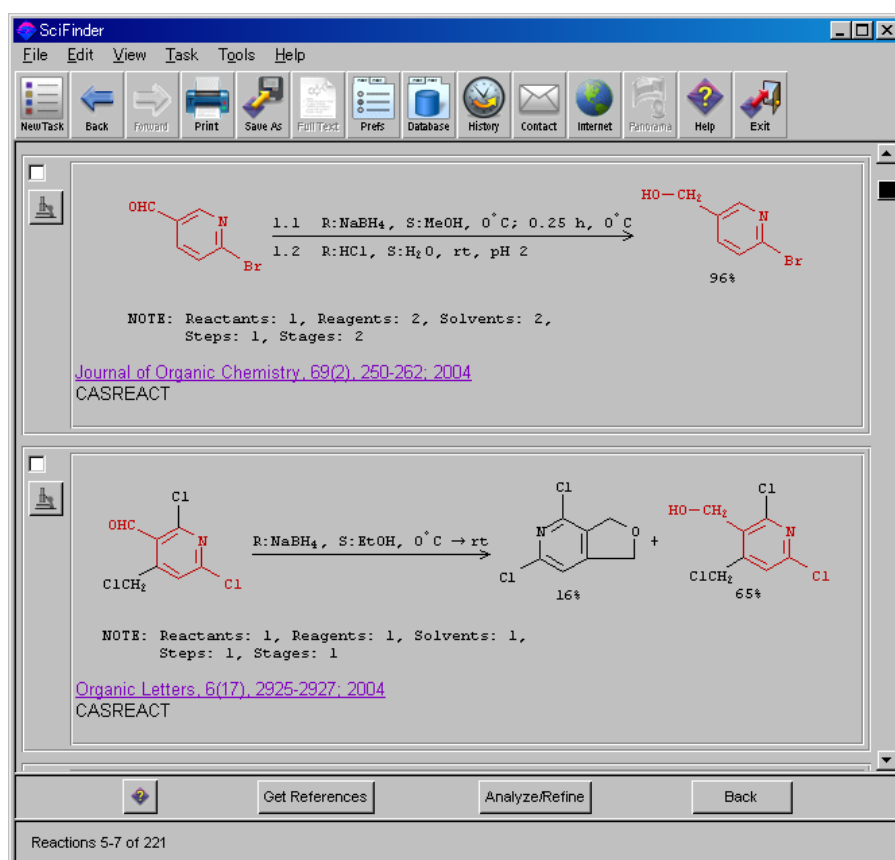 SciFinder
File Edit View Task Tools Help
New Task Back Forward Print Save As Full Text Prefs Database History Contact Internet Panorama Help Exit
OHC
N
Br
1.1 R:NaBH₄, S:MeOH, 0°C; 0.25 h, 0°C
1.2 R:HCl, S:H₂O, rt, pH 2
HO—CH₂
N
Br
96%
NOTE: Reactants: 1, Reagents: 2, Solvents: 2,
Steps: 1, Stages: 2
Journal of Organic Chemistry, 69(2), 250-262; 2004
CASREACT
Cl
OHC
N
ClCH₂
Cl
R:NaBH₄, S:EtOH, 0°C → rt
Cl
N
O
Cl
16%
+
Cl
HO—CH₂
N
ClCH₂
Cl
65%
NOTE: Reactants: 1, Reagents: 1, Solvents: 1,
Steps: 1, Stages: 1
Organic Letters, 6(17), 2925-2927; 2004
CASREACT
? Get References Analyze/Refine Back
Reactions 5-7 of 221